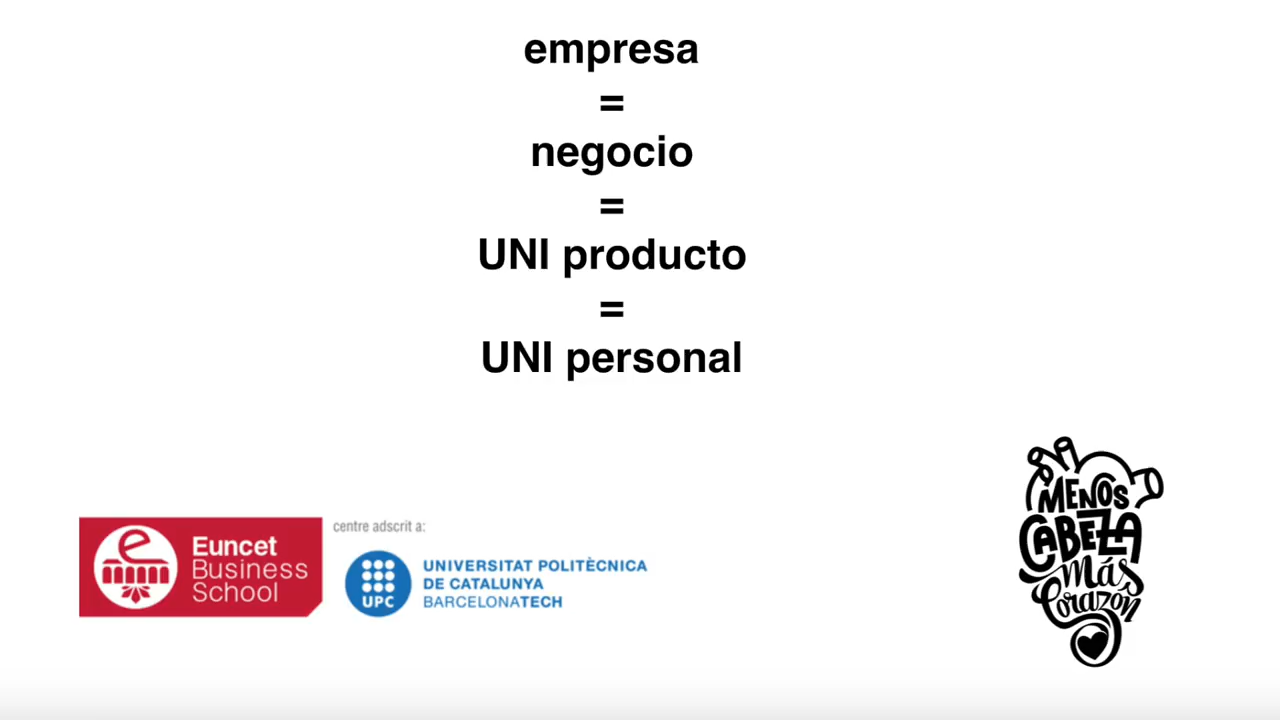 empresa
=
negocio
=
UNI producto
=
UNI personal
Euncet
Business
School
centre adscrit a:
UPC
UNIVERSITAT POLITÈCNICA
DE CATALUNYA
BARCELONATECH
MENOS
CABEZA
más
Corazón